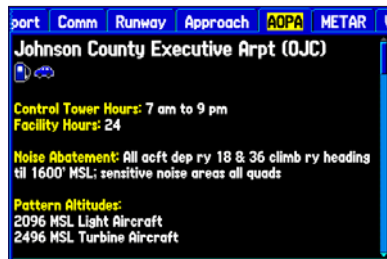 port Comm Runway Approach AOPA METAR
Johnson County Executive Arpt (OJC)
Control Tower Hours: 7 am to 9 pm
Facility Hours: 24
Noise Abatement: All acft dep ry 18 & 36 climb ry heading
til 1600' MSL; sensitive noise areas all quads
Pattern Altitudes:
2096 MSL Light Aircraft
2496 MSL Turbine Aircraft